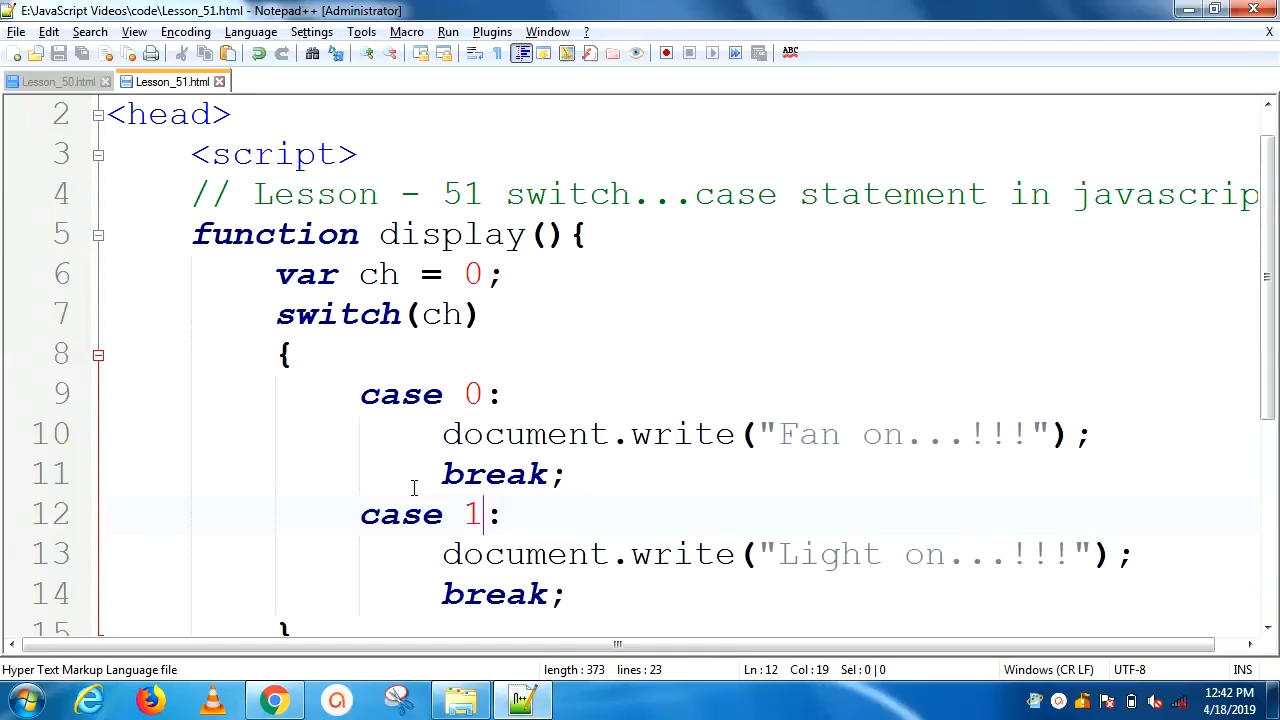 E:\JavaScript Videos\code\Lesson_51.html - Notepad++ [Administrator]
File Edit Search View Encoding Language Settings Tools Macro Run Plugins Window ? X
ABC
Lesson_50.html Lesson_51.html
2 <head>
3 <script>
4 // Lesson - 51 switch...case statement in javascrip
5 function display(){
6 var ch = 0;
7 switch(ch)
8 {
9 case 0:
10 document.write("Fan on...!!!");
11 break;
12 case 1:
13 document.write("Light on...!!!");
14 break;
15 }
Hyper Text Markup Language file length : 373 lines : 23 Ln : 12 Col : 19 Sel : 0 | 0 Windows (CR LF) UTF-8 INS
12:42 PM
4/18/2019